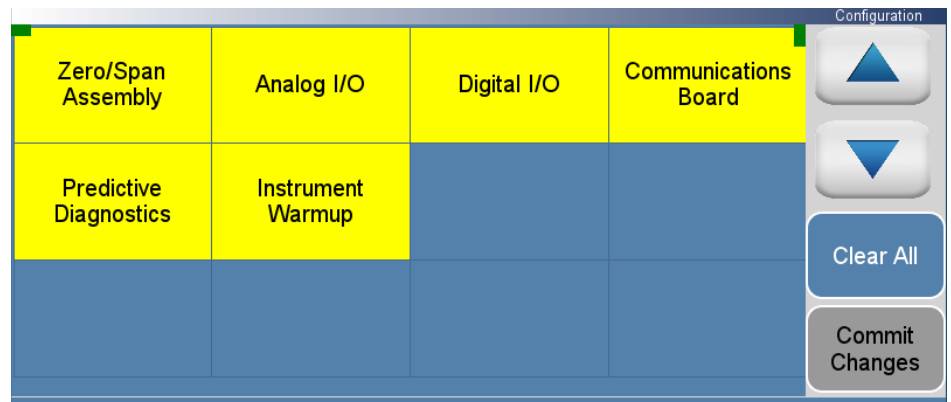 Configuration
Zero/Span
Assembly
Analog I/O
Digital I/O
Communications
Board
Predictive
Diagnostics
Instrument
Warmup
Clear All
Commit
Changes